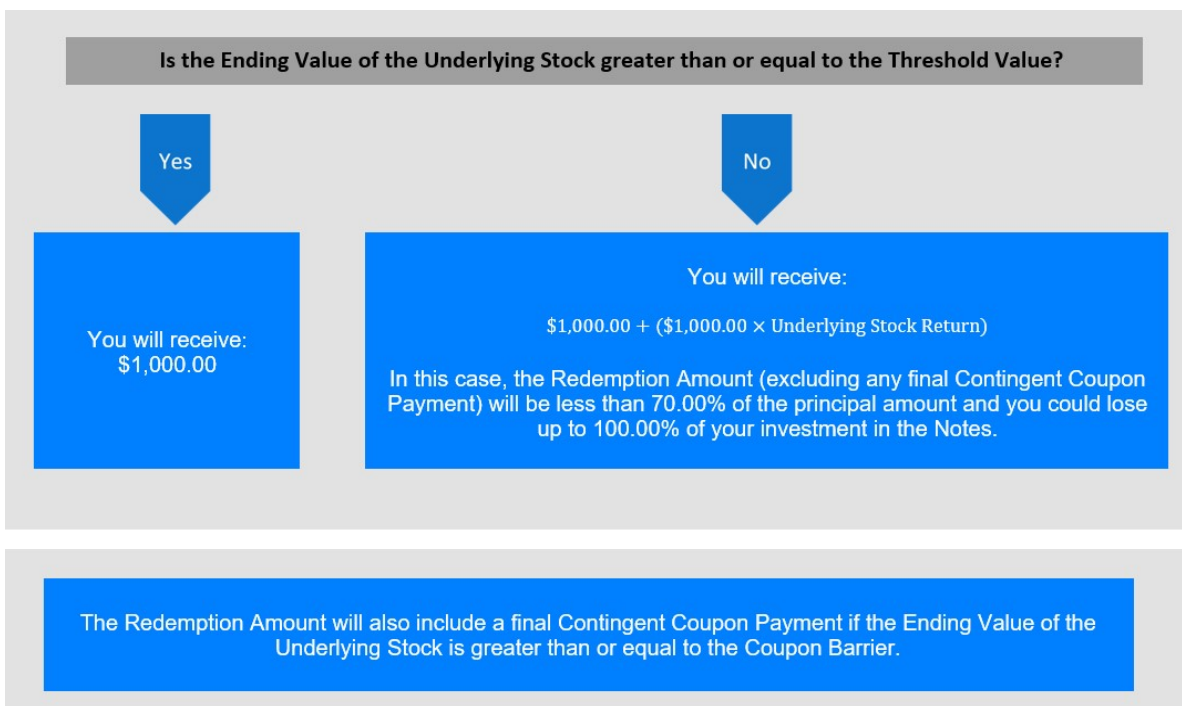 Is the Ending Value of the Underlying Stock greater than or equal to the Threshold Value?
Yes
No
You will receive:
$1,000.00
You will receive:
$1,000.00 + ($1,000.00 × Underlying Stock Return)
In this case, the Redemption Amount (excluding any final Contingent Coupon
Payment) will be less than 70.00% of the principal amount and you could lose
up to 100.00% of your investment in the Notes.
The Redemption Amount will also include a final Contingent Coupon Payment if the Ending Value of the
Underlying Stock is greater than or equal to the Coupon Barrier.